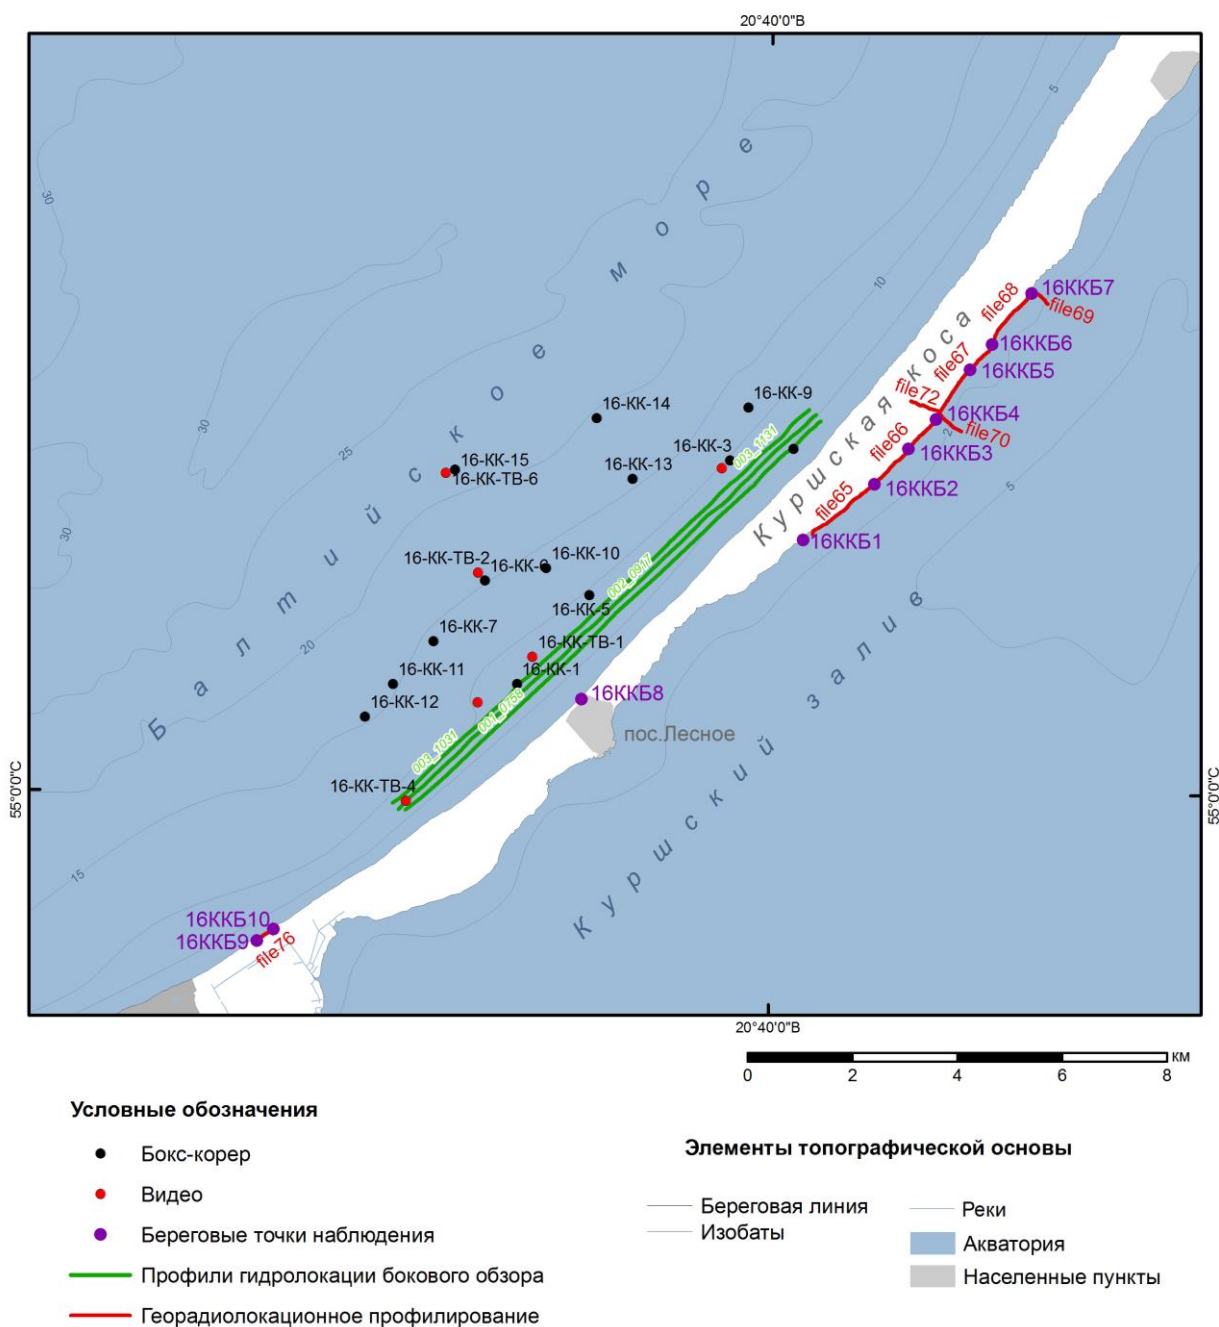 20°40'0"В
5
30
10
Балтийское море
30
25
30
20
15
2
5
55°0'0"С
55°0'0"С
Куршская коса
Куршский залив
file68
16ККБ7
file69
16ККБ6
file67
16ККБ5
file72
16ККБ4
file70
file66
16ККБ3
16ККБ2
file65
16ККБ1
16-КК-9
16-КК-14
16-КК-3
003_1131
16-КК-15
16-КК-ТВ-6
16-КК-13
16-КК-ТВ-2
16-КК-10
002_0917
16-КК-5
16-КК-7
16-КК-ТВ-1
16-КК-11
16-КК-1
16-КК-12
001_0758
003_1031
16ККБ8
пос.Лесное
16-КК-ТВ-4
16ККБ10
16ККБ9
file76
20°40'0"В
0 2 4 6 8 км
Условные обозначения
Бокс-корер
Видео
Береговые точки наблюдения
Профили гидролокации бокового обзора
Георадиолокационное профилирование
Элементы топографической основы
Береговая линия
Изобаты
Реки
Акватория
Населенные пункты